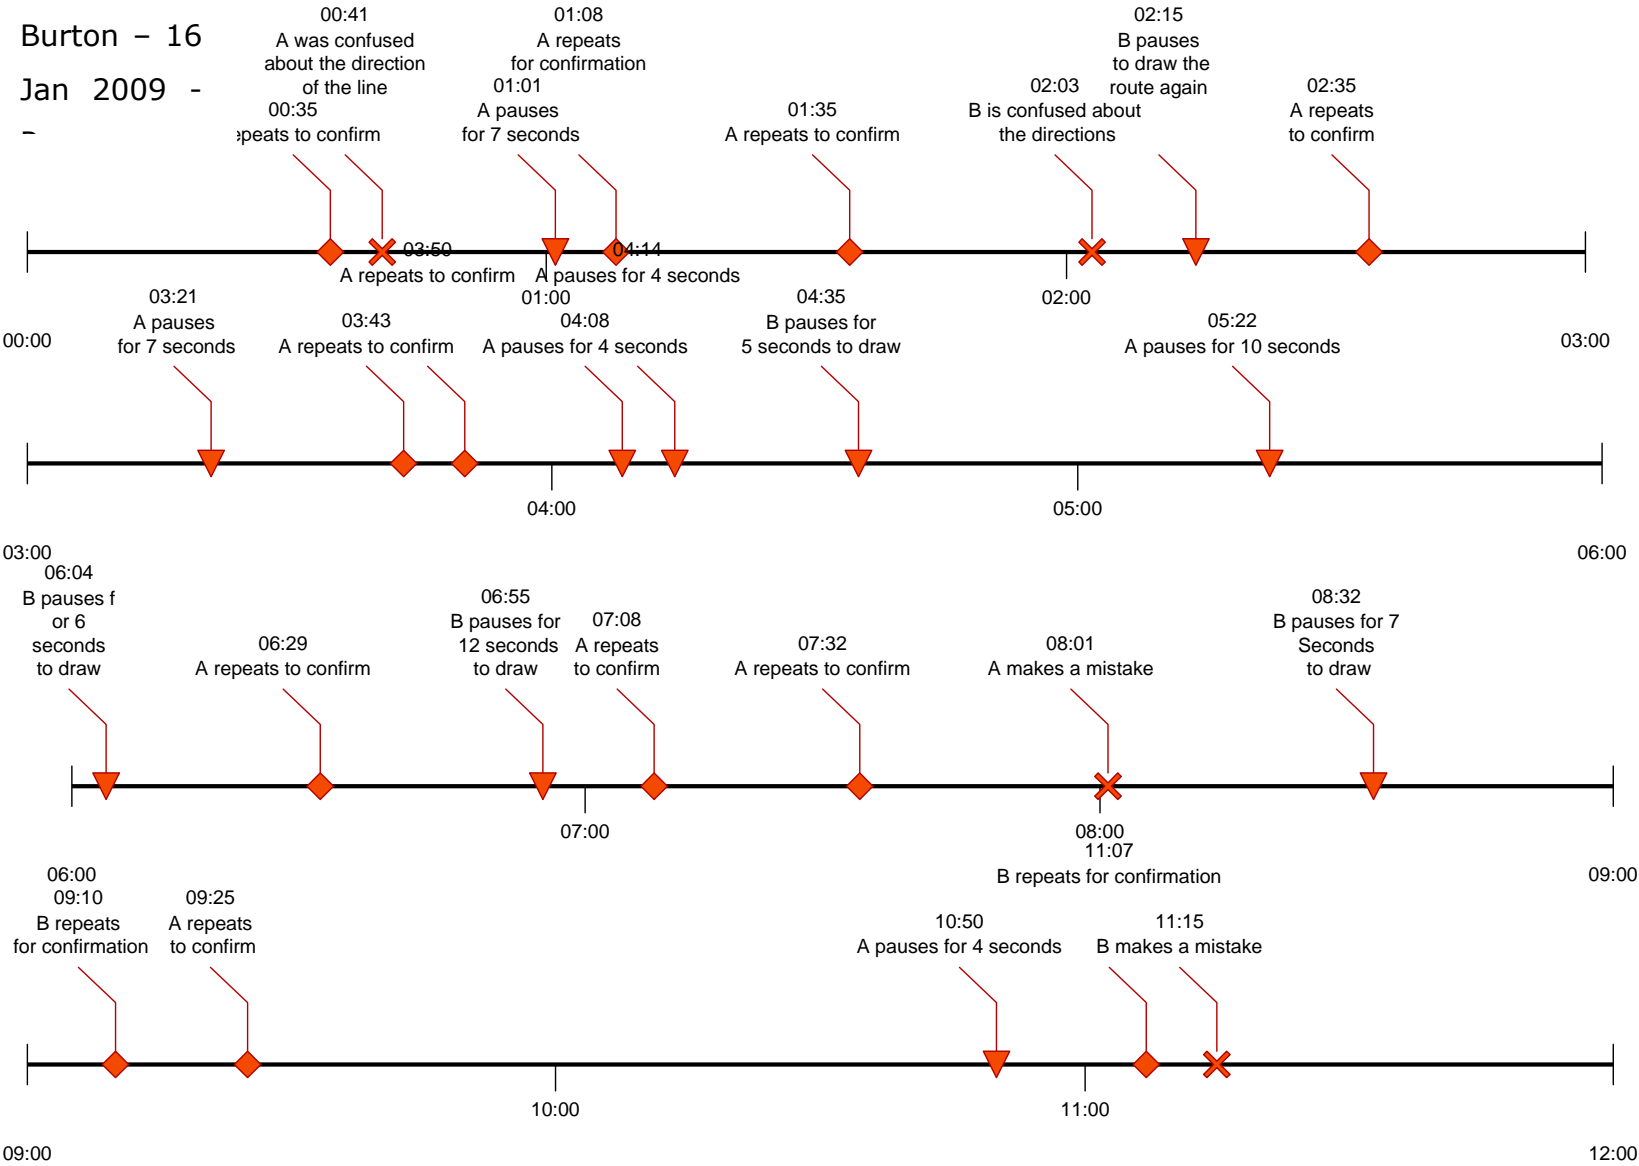 Burton – 16
Jan 2009 -
00:41
A was confused
about the direction
of the line
00:35
repeats to confirm
01:08
A repeats
for confirmation
01:01
A pauses
for 7 seconds
01:35
A repeats to confirm
02:03
B is confused about
the directions
02:15
B pauses
to draw the
route again
02:35
A repeats
to confirm
00:00
01:00
02:00
03:00
03:21
A pauses
for 7 seconds
03:43
A repeats to confirm
03:50
A repeats to confirm
04:08
A pauses for 4 seconds
04:14
A pauses for 4 seconds
04:35
B pauses for
5 seconds to draw
05:22
A pauses for 10 seconds
03:00
04:00
05:00
06:00
06:04
B pauses f
or 6
seconds
to draw
06:29
A repeats to confirm
06:55
B pauses for
12 seconds
to draw
07:08
A repeats
to confirm
07:32
A repeats to confirm
08:01
A makes a mistake
08:32
B pauses for 7
Seconds
to draw
06:00
07:00
08:00
09:00
09:10
B repeats
for confirmation
09:25
A repeats
to confirm
10:50
A pauses for 4 seconds
11:07
B repeats for confirmation
11:15
B makes a mistake
09:00
10:00
11:00
12:00